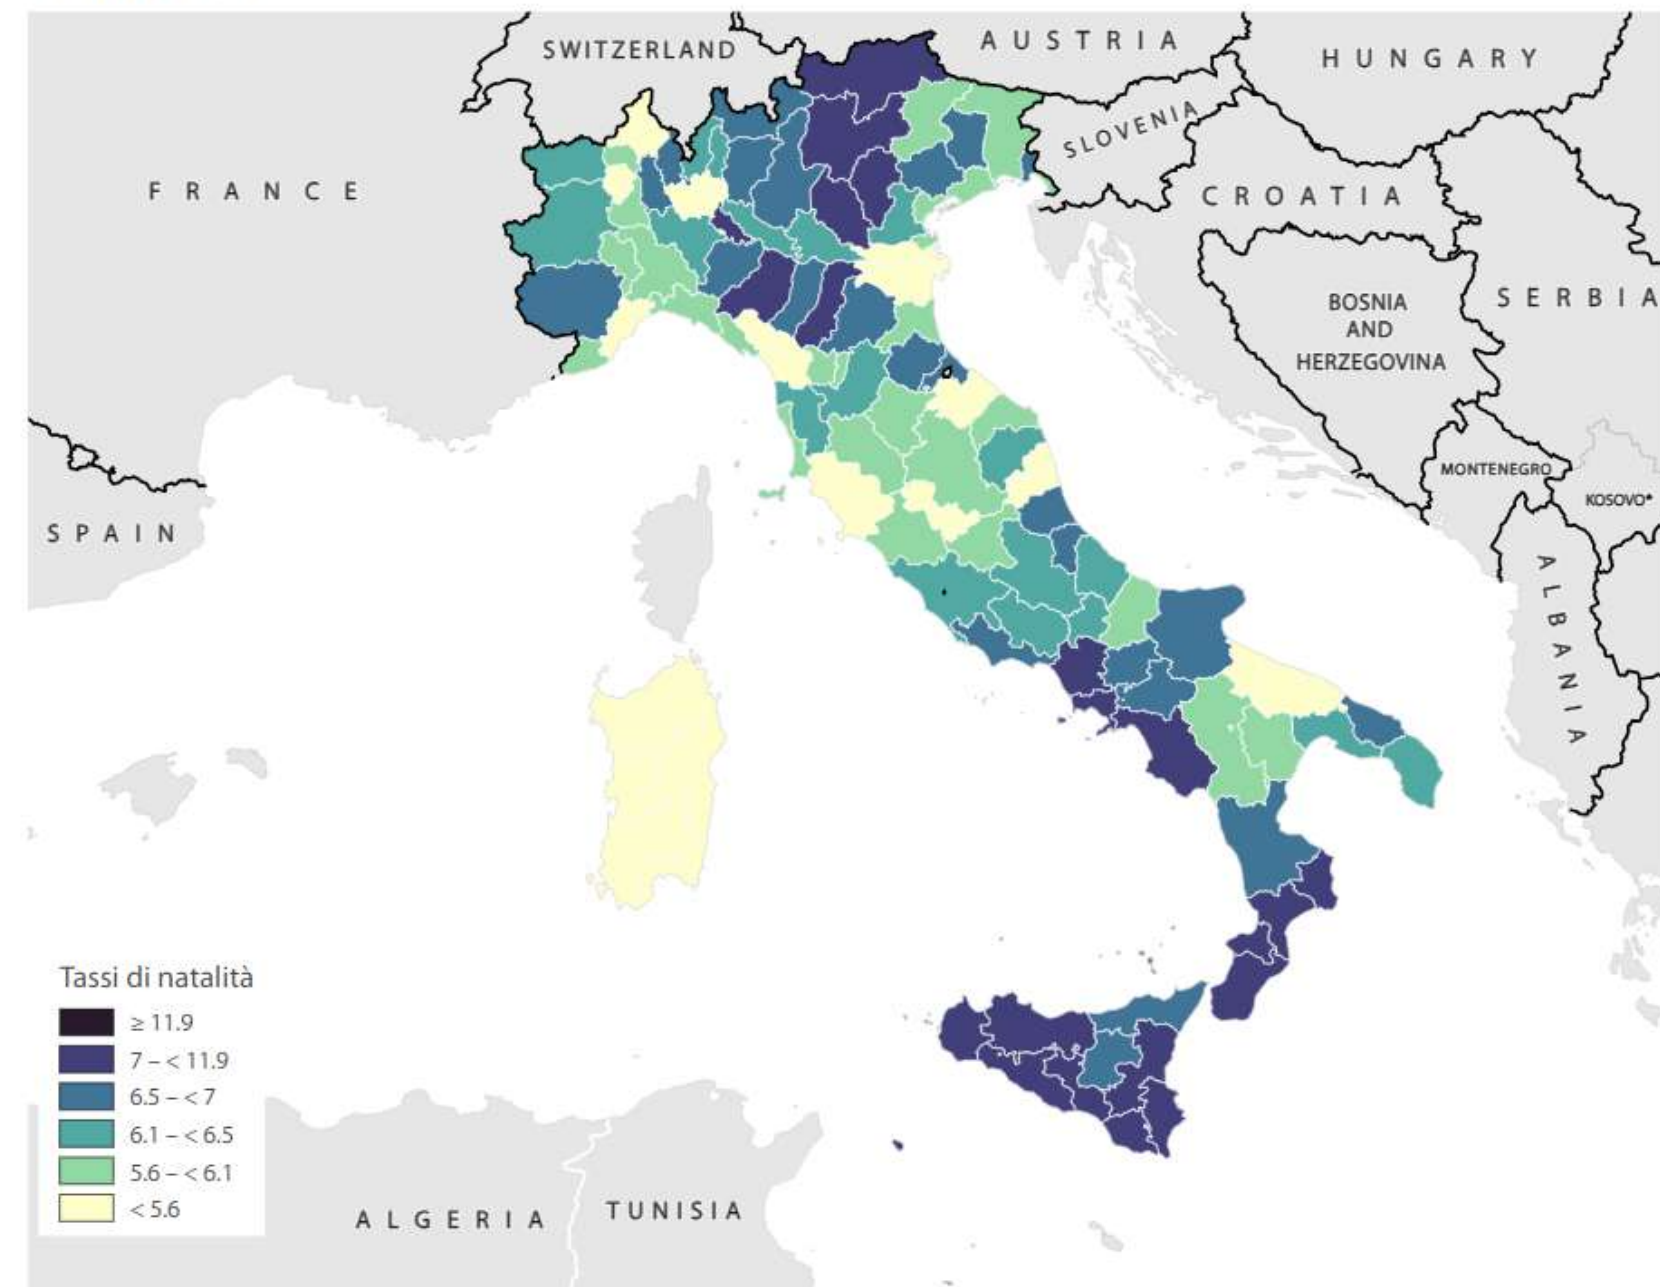 SWITZERLAND
AUSTRIA
HUNGARY
SLOVENIA
FRANCE
CROATIA
BOSNIA
AND
HERZEGOVINA
SERBIA
MONTENEGRO
KOSOVO*
SPAIN
ALBANIA
Tassi di natalità
≥ 11.9
7 – < 11.9
6.5 – < 7
6.1 – < 6.5
5.6 – < 6.1
< 5.6
ALGERIA
TUNISIA